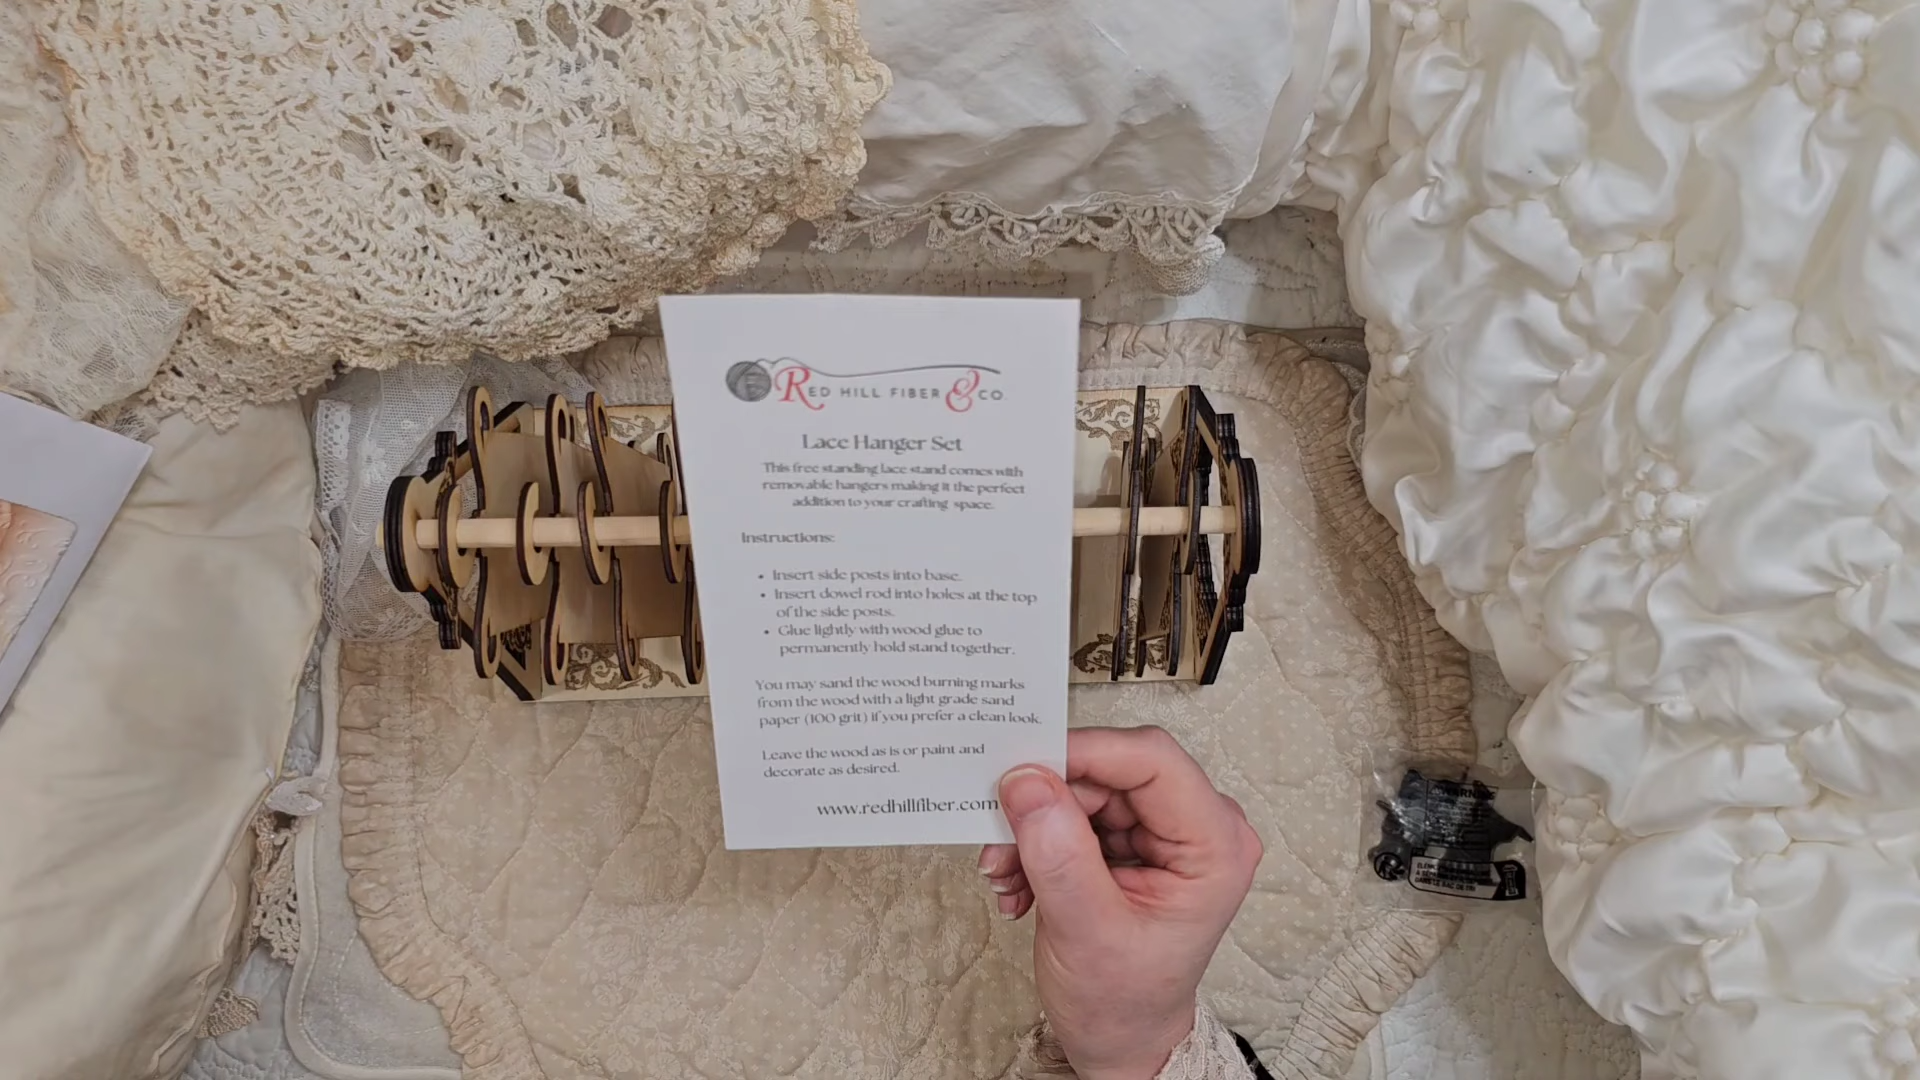 RED HILL FIBER & CO.
Lace Hanger Set
This free standing lace stand comes with
removable hangers making it the perfect
addition to your crafting space.
Instructions:
• Insert side posts into base.
• Insert dowel rod into holes at the top
of the side posts.
• Glue lightly with wood glue to
permanently hold stand together.
You may sand the wood burning marks
from the wood with a light grade sand
paper (100 grit) if you prefer a clean look.
Leave the wood as is or paint and
decorate as desired.
www.redhillfiber.com
WARNING